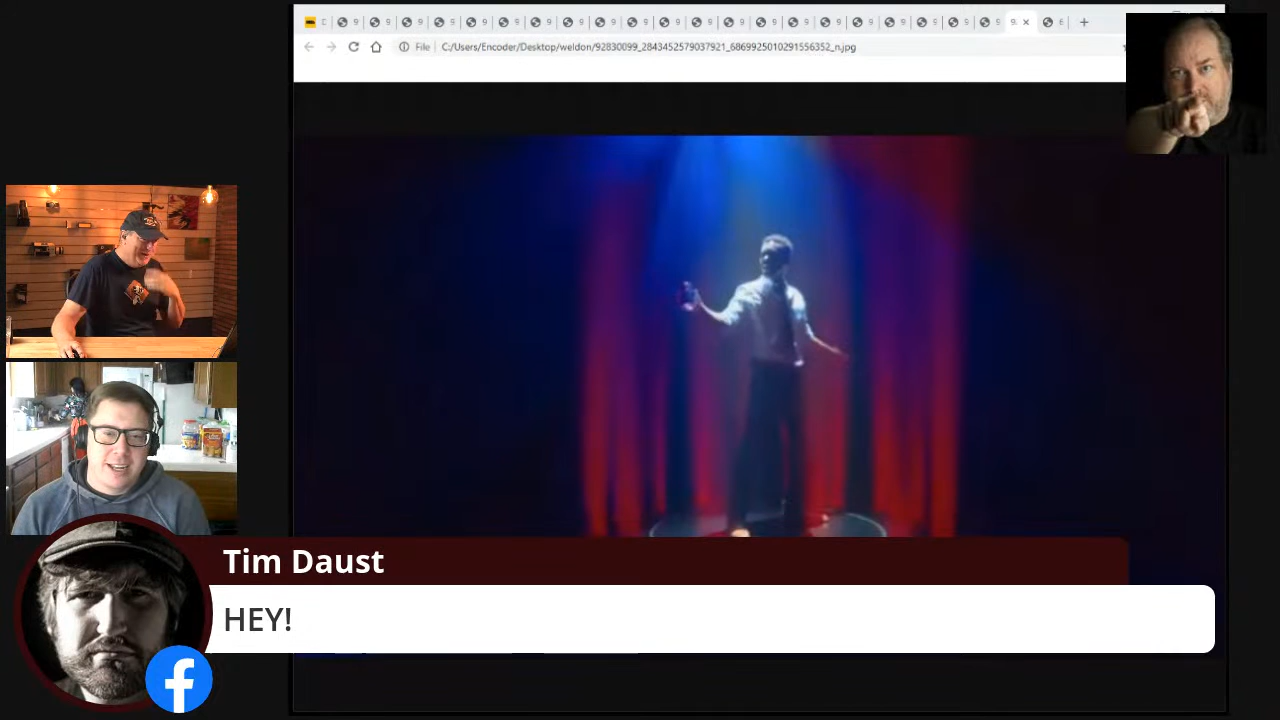 File
C:/Users/Encoder/Desktop/weldon/92830099_2843452579037921_6869925010291556352_n.jpg
Tim Daust
HEY!